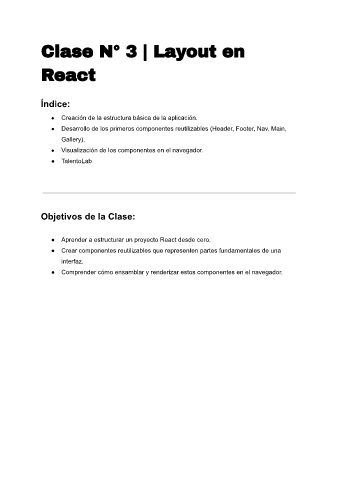 Clase N° 3 | Layout en
React
Índice:
● Creación de la estructura básica de la aplicación.
● Desarrollo de los primeros componentes reutilizables (Header, Footer, Nav, Main,
Gallery).
● Visualización de los componentes en el navegador.
● TalentoLab
Objetivos de la Clase:
● Aprender a estructurar un proyecto React desde cero.
● Crear componentes reutilizables que representen partes fundamentales de una
interfaz.
● Comprender cómo ensamblar y renderizar estos componentes en el navegador.